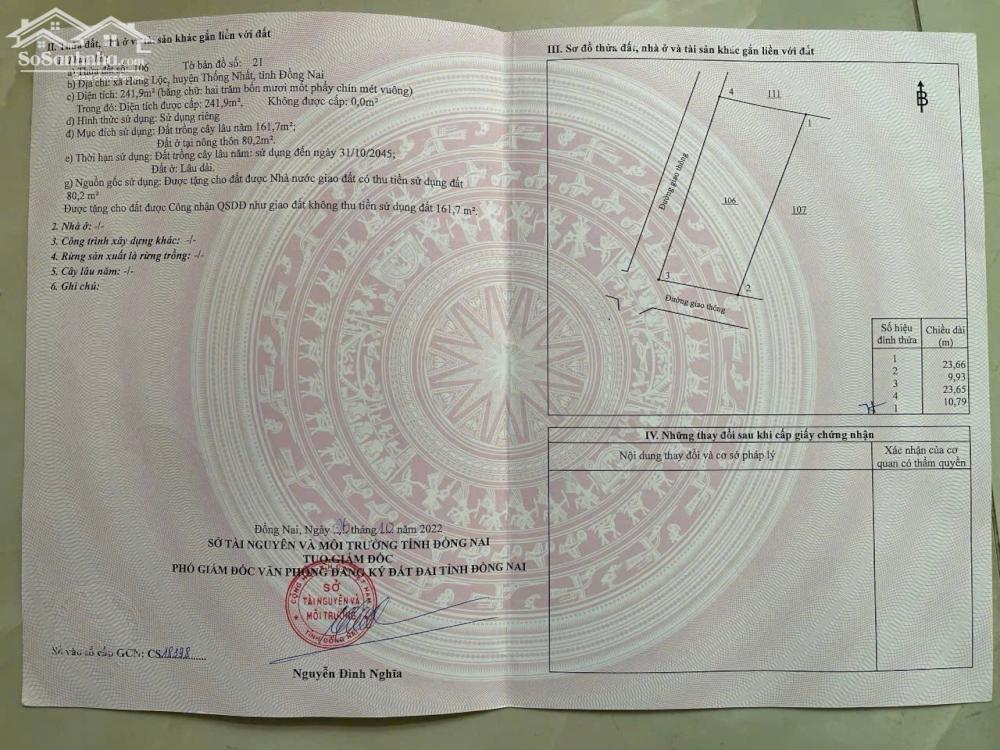 SoSanhnha.com
II. Thửa đất, nhà ở và tài sản khác gắn liền với đất
a) Thửa đất số: 106 Tờ bản đồ số: 21
b) Địa chỉ: xã Hưng Lộc, huyện Thống Nhất, tỉnh Đồng Nai
c) Diện tích: 241,9m² (bằng chữ: hai trăm bốn mươi mốt phẩy chín mét vuông)
Trong đó: Diện tích được cấp: 241,9m², Không được cấp: 0,0m²
d) Hình thức sử dụng: Sử dụng riêng
đ) Mục đích sử dụng: Đất trồng cây lâu năm 161,7m²;
Đất ở tại nông thôn 80,2m².
e) Thời hạn sử dụng: Đất trồng cây lâu năm: sử dụng đến ngày 31/10/2045;
Đất ở: Lâu dài.
g) Nguồn gốc sử dụng: Được tặng cho đất được Nhà nước giao đất có thu tiền sử dụng đất
80,2 m²
Được tặng cho đất được Công nhận QSDĐ như giao đất không thu tiền sử dụng đất 161,7 m².
2. Nhà ở: -/-
3. Công trình xây dựng khác: -/-
4. Rừng sản xuất là rừng trồng: -/-
5. Cây lâu năm: -/-
6. Ghi chú:
Đồng Nai, Ngày tháng 12 năm 2022
SỞ TÀI NGUYÊN VÀ MÔI TRƯỜNG TỈNH ĐỒNG NAI
TUQ.GIÁM ĐỐC
PHÓ GIÁM ĐỐC VĂN PHÒNG ĐĂNG KÝ ĐẤT ĐAI TỈNH ĐỒNG NAI
SỞ
TÀI NGUYÊN VÀ
MÔI TRƯỜNG
TỈNH ĐỒNG NAI
Số vào sổ cấp GCN: CS18198
Nguyễn Đình Nghĩa
III. Sơ đồ thửa đất, nhà ở và tài sản khác gắn liền với đất
B
4 111
1
Đường giao thông
106 107
3
2
Đường giao thông
Số hiệu đỉnh thửa Chiều dài (m)
1
23,66
2
9,93
3
23,65
4
10,79
1
IV. Những thay đổi sau khi cấp giấy chứng nhận
Nội dung thay đổi và cơ sở pháp lý
Xác nhận của cơ
quan có thẩm quyền